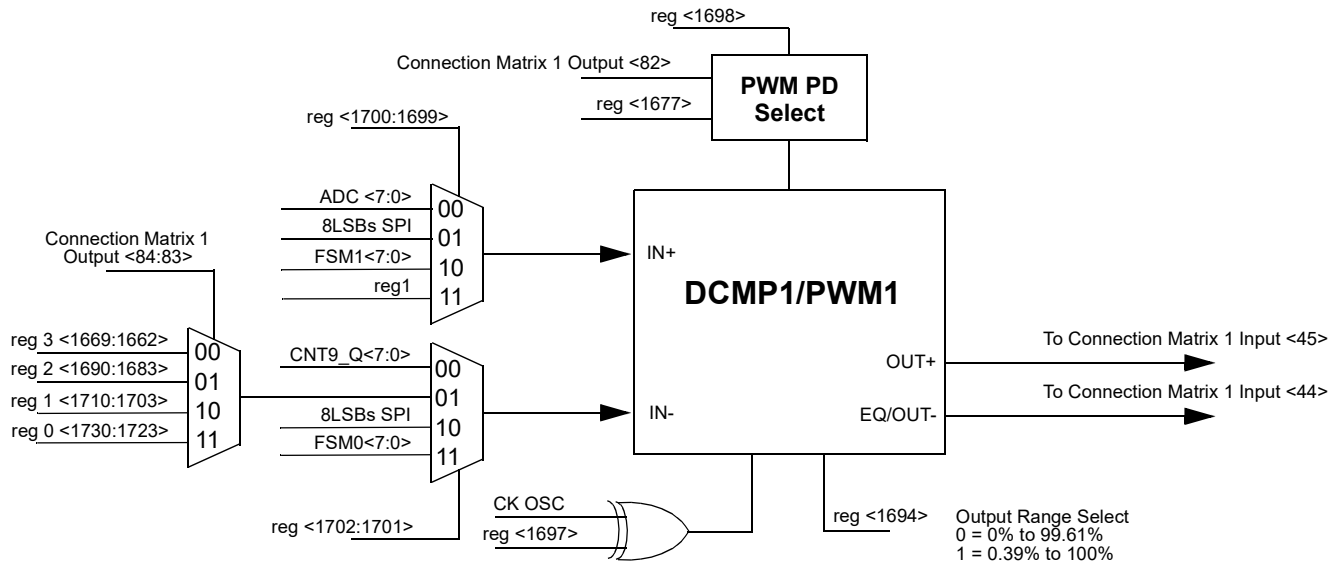 reg <1698>
Connection Matrix 1 Output <82>
reg <1677>
PWM PD
Select
reg <1700:1699>
ADC <7:0>
8LSBs SPI
FSM1<7:0>
reg1
00
01
10
11
Connection Matrix 1
Output <84:83>
reg 3 <1669:1662>
reg 2 <1690:1683>
reg 1 <1710:1703>
reg 0 <1730:1723>
00
01
10
11
CNT9_Q<7:0>
8LSBs SPI
FSM0<7:0>
00
01
10
11
reg <1702:1701>
IN+
DCMP1/PWM1
IN-
OUT+
EQ/OUT-
To Connection Matrix 1 Input <45>
To Connection Matrix 1 Input <44>
CK OSC
reg <1697>
reg <1694>
Output Range Select
0 = 0% to 99.61%
1 = 0.39% to 100%